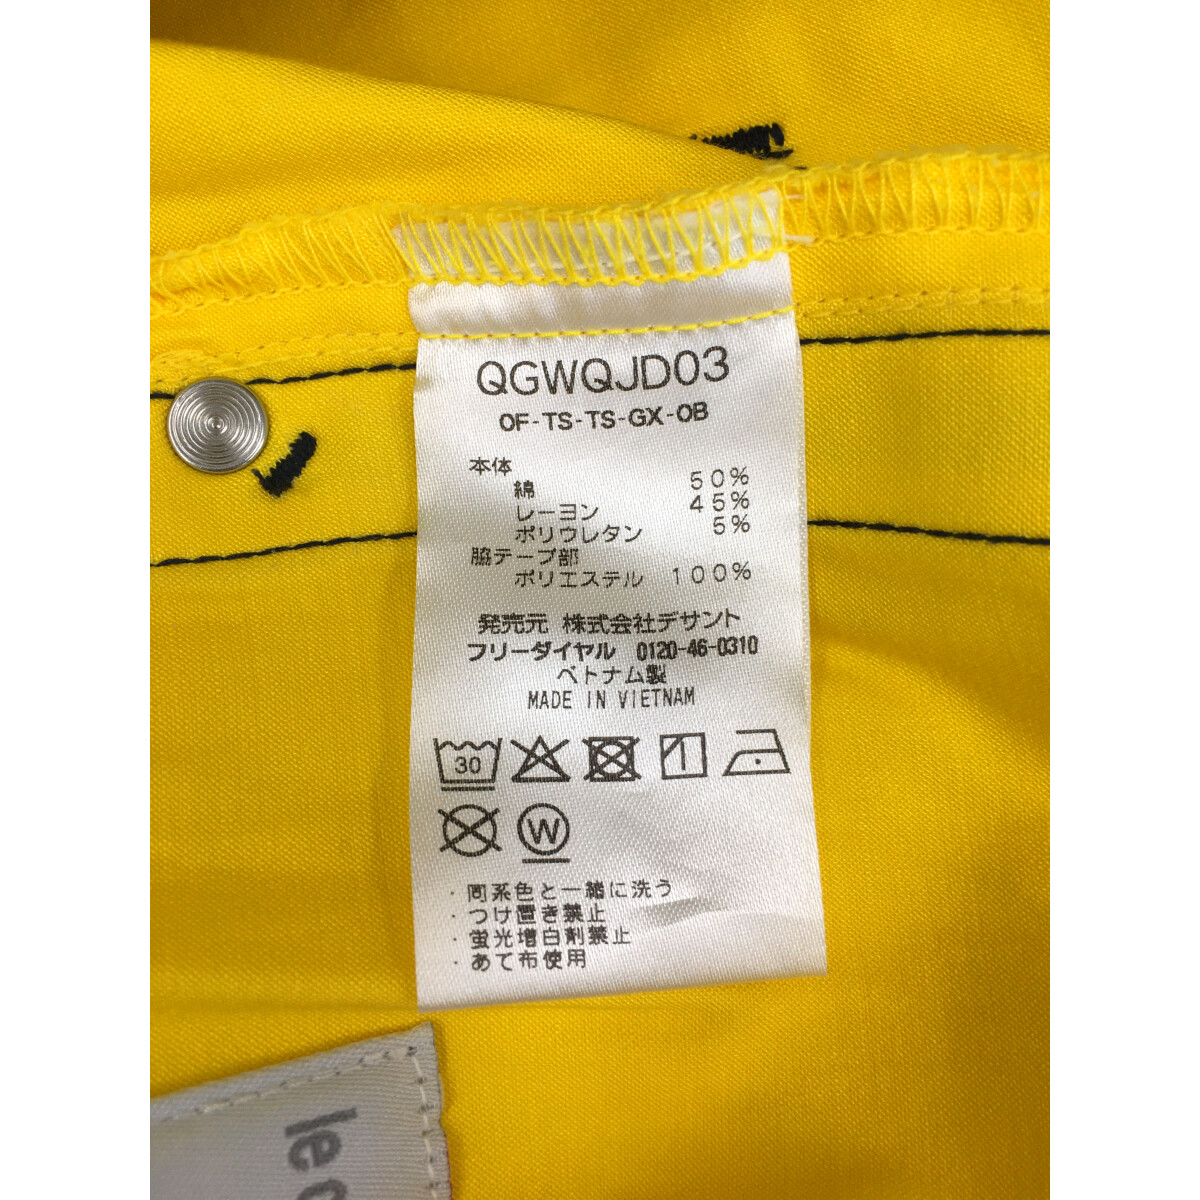 QGWQJD03
OF-TS-TS-GX-OB
本体
綿 50%
レーヨン 45%
ポリウレタン 5%
脇テープ部
ポリエステル 100%
発売元 株式会社デサント
フリーダイヤル 0120-46-0310
ベトナム製
MADE IN VIETNAM
30
W
・同系色と一緒に洗う
・つけ置き禁止
・蛍光増白剤禁止
・あて布使用
le